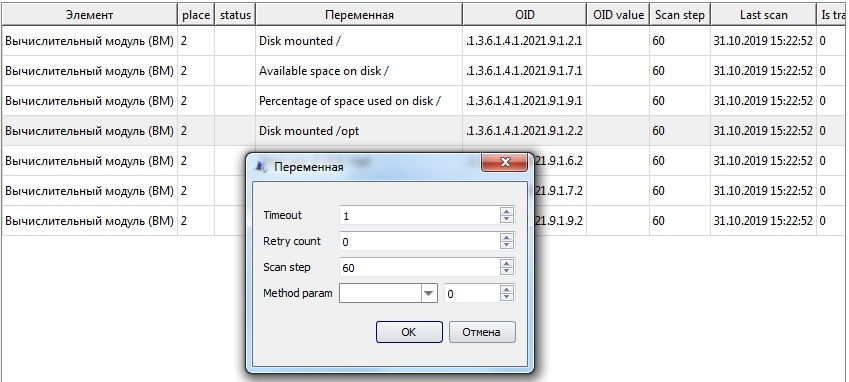 Элемент place status Переменная OID OID value Scan step Last scan Is tra
Вычислительный модуль (ВМ) 2 Disk mounted / .1.3.6.1.4.1.2021.9.1.2.1 60 31.10.2019 15:22:52 0
Вычислительный модуль (ВМ) 2 Available space on disk / .1.3.6.1.4.1.2021.9.1.7.1 60 31.10.2019 15:22:52 0
Вычислительный модуль (ВМ) 2 Percentage of space used on disk / .1.3.6.1.4.1.2021.9.1.9.1 60 31.10.2019 15:22:52 0
Вычислительный модуль (ВМ) 2 Disk mounted /opt .1.3.6.1.4.1.2021.9.1.2.2 60 31.10.2019 15:22:52 0
Вычислительный модуль (ВМ) 2 .9.1.6.2 60 31.10.2019 15:22:52 0
Вычислительный модуль (ВМ) 2 .9.1.7.2 60 31.10.2019 15:22:52 0
Вычислительный модуль (ВМ) 2 .9.1.9.2 60 31.10.2019 15:22:52 0
Переменная
Timeout 1
Retry count 0
Scan step 60
Method param 0
OK Отмена